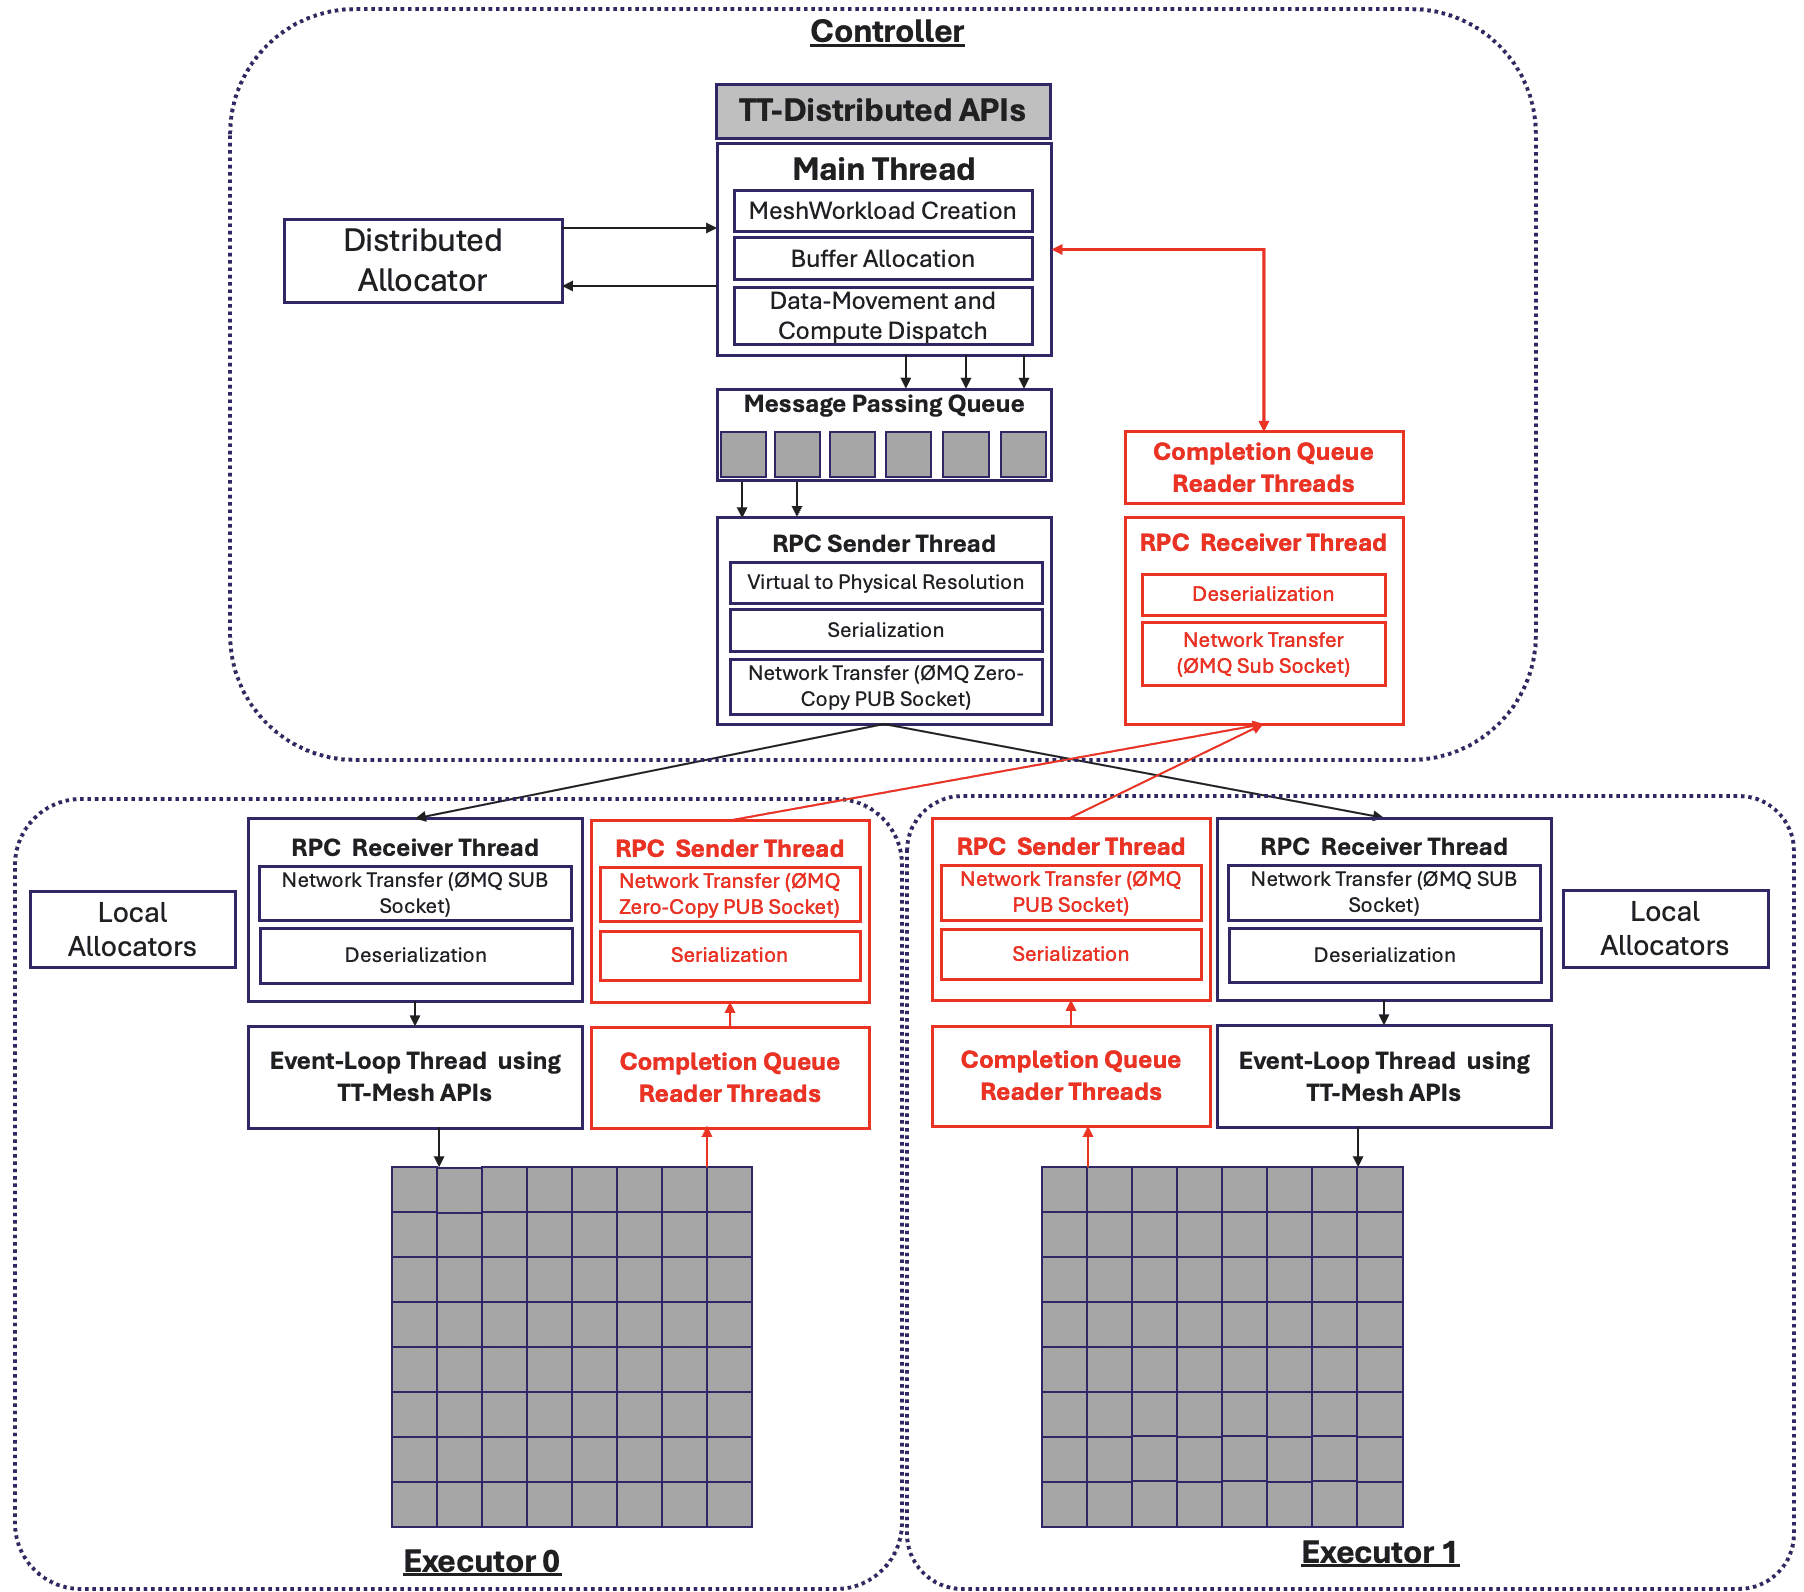 Controller
TT-Distributed APIs
Main Thread
MeshWorkload Creation
Buffer Allocation
Data-Movement and
Compute Dispatch
Distributed
Allocator
Message Passing Queue
Completion Queue
Reader Threads
RPC Sender Thread
Virtual to Physical Resolution
Serialization
Network Transfer (ØMQ Zero-
Copy PUB Socket)
RPC Receiver Thread
Deserialization
Network Transfer
(ØMQ Sub Socket)
Local
Allocators
RPC Receiver Thread
Network Transfer (ØMQ SUB
Socket)
Deserialization
Event-Loop Thread using
TT-Mesh APIs
RPC Sender Thread
Network Transfer (ØMQ
Zero-Copy PUB Socket)
Serialization
Completion Queue
Reader Threads
Executor 0
RPC Sender Thread
Network Transfer (ØMQ
PUB Socket)
Serialization
Completion Queue
Reader Threads
RPC Receiver Thread
Network Transfer (ØMQ SUB
Socket)
Deserialization
Event-Loop Thread using
TT-Mesh APIs
Local
Allocators
Executor 1